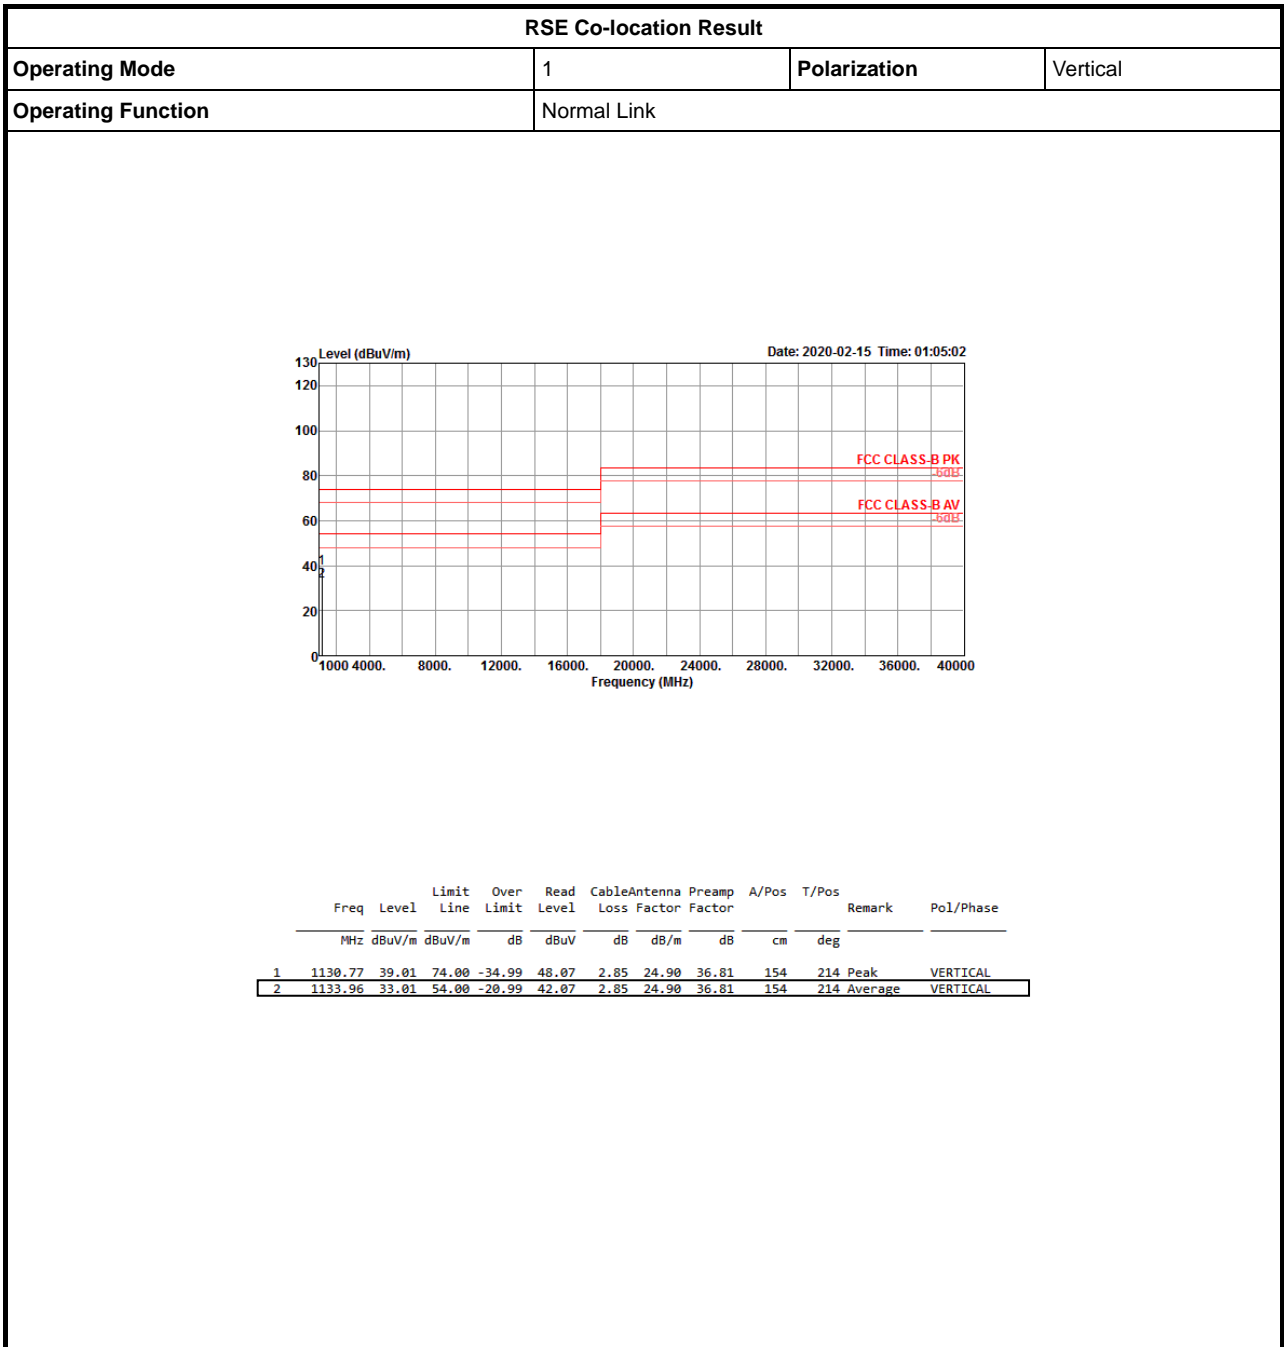 RSE Co-location Result
Operating Mode 1 Polarization Vertical
Operating Function Normal Link
Level (dBuV/m) Date: 2020-02-15 Time: 01:05:02
130
120
100
FCC CLASS-B PK
80
-6dB
FCC CLASS-B AV
60
-6dB
1
40
2
20
0
1000 4000. 8000. 12000. 16000. 20000. 24000. 28000. 32000. 36000. 40000
Frequency (MHz)
Limit Over Read CableAntenna Preamp A/Pos T/Pos
Freq Level Line Limit Level Loss Factor Factor Remark Pol/Phase
MHz dBuV/m dBuV/m dB dBuV dB dB/m dB cm deg
1 1130.77 39.01 74.00 -34.99 48.07 2.85 24.90 36.81 154 214 Peak VERTICAL
2 1133.96 33.01 54.00 -20.99 42.07 2.85 24.90 36.81 154 214 Average VERTICAL